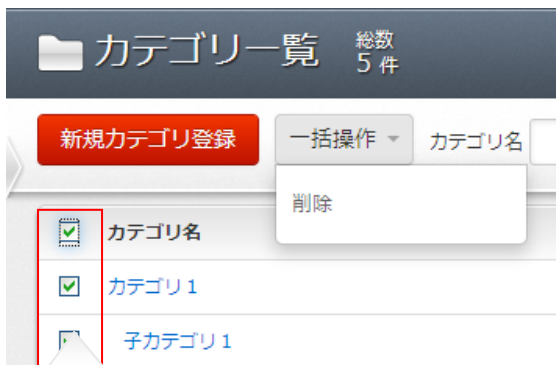 カテゴリ一覧
総数
5 件
新規カテゴリ登録
一括操作
カテゴリ名
削除
カテゴリ名
カテゴリ 1
子カテゴリ 1